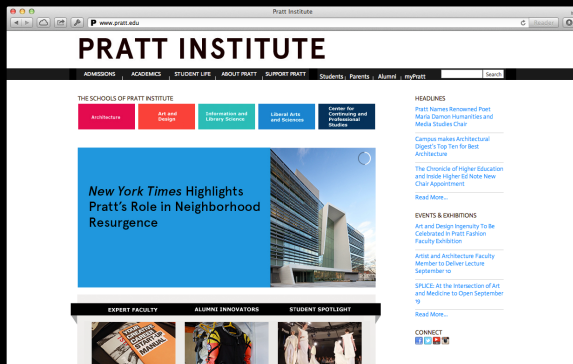 Pratt Institute
P www.pratt.edu
Reader
PRATT INSTITUTE
ADMISSIONS
ACADEMICS
STUDENT LIFE
ABOUT PRATT
SUPPORT PRATT
Students
Parents
Alumni
myPratt
Search
THE SCHOOLS OF PRATT INSTITUTE
Architecture
Art and
Design
Information and
Library Science
Liberal Arts
and Sciences
Center for
Continuing and
Professional
Studies
New York Times Highlights
Pratt's Role in Neighborhood
Resurgence
EXPERT FACULTY
ALUMNI INNOVATORS
STUDENT SPOTLIGHT
YOUR
CREATIVE
CAREER
START-UP
MANUAL
HEADLINES
Pratt Names Renowned Poet
Maria Damon Humanities and
Media Studies Chair
Campus makes Architectural
Digest's Top Ten for Best
Architecture
The Chronicle of Higher Education
and Inside Higher Ed Note New
Chair Appointment
Read More...
EVENTS & EXHIBITIONS
Art and Design Ingenuity To Be
Celebrated in Pratt Fashion
Faculty Exhibition
Artist and Architecture Faculty
Member to Deliver Lecture
September 10
SPLICE: At the Intersection of Art
and Medicine to Open September
19
Read More...
CONNECT